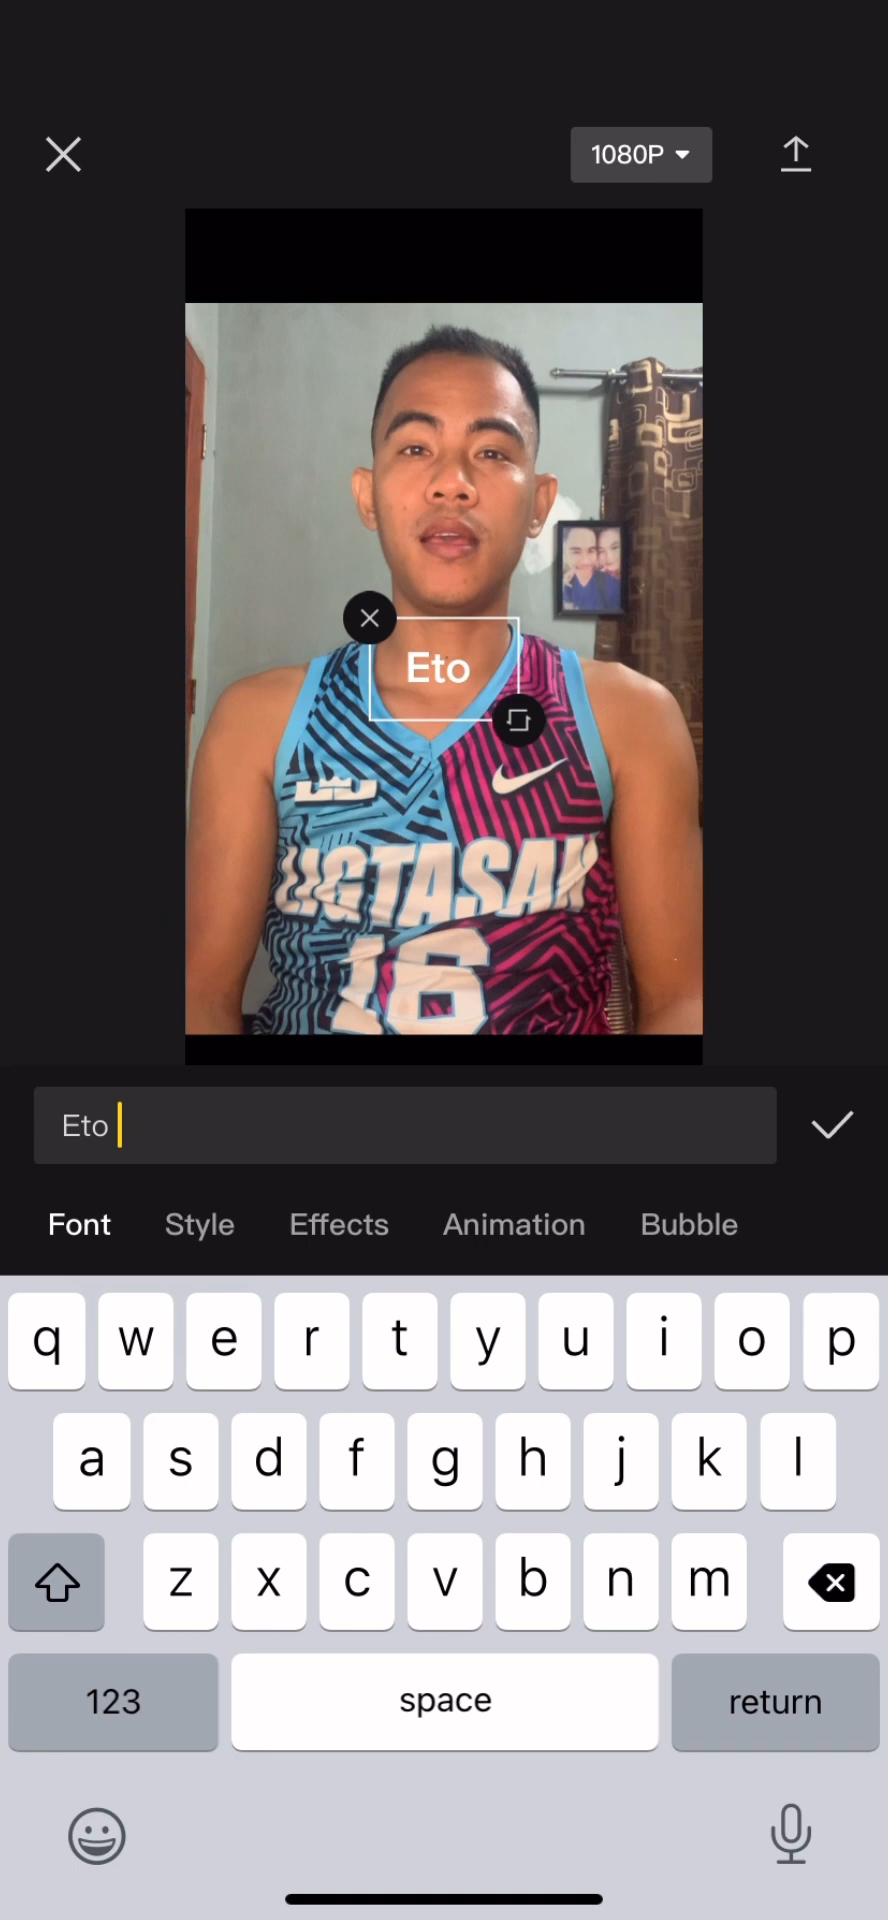 1080P
Eto
LIGTASAN
16
Eto
Font Style Effects Animation Bubble
q w e r t y u i o p
a s d f g h j k l
z x c v b n m
123 space return